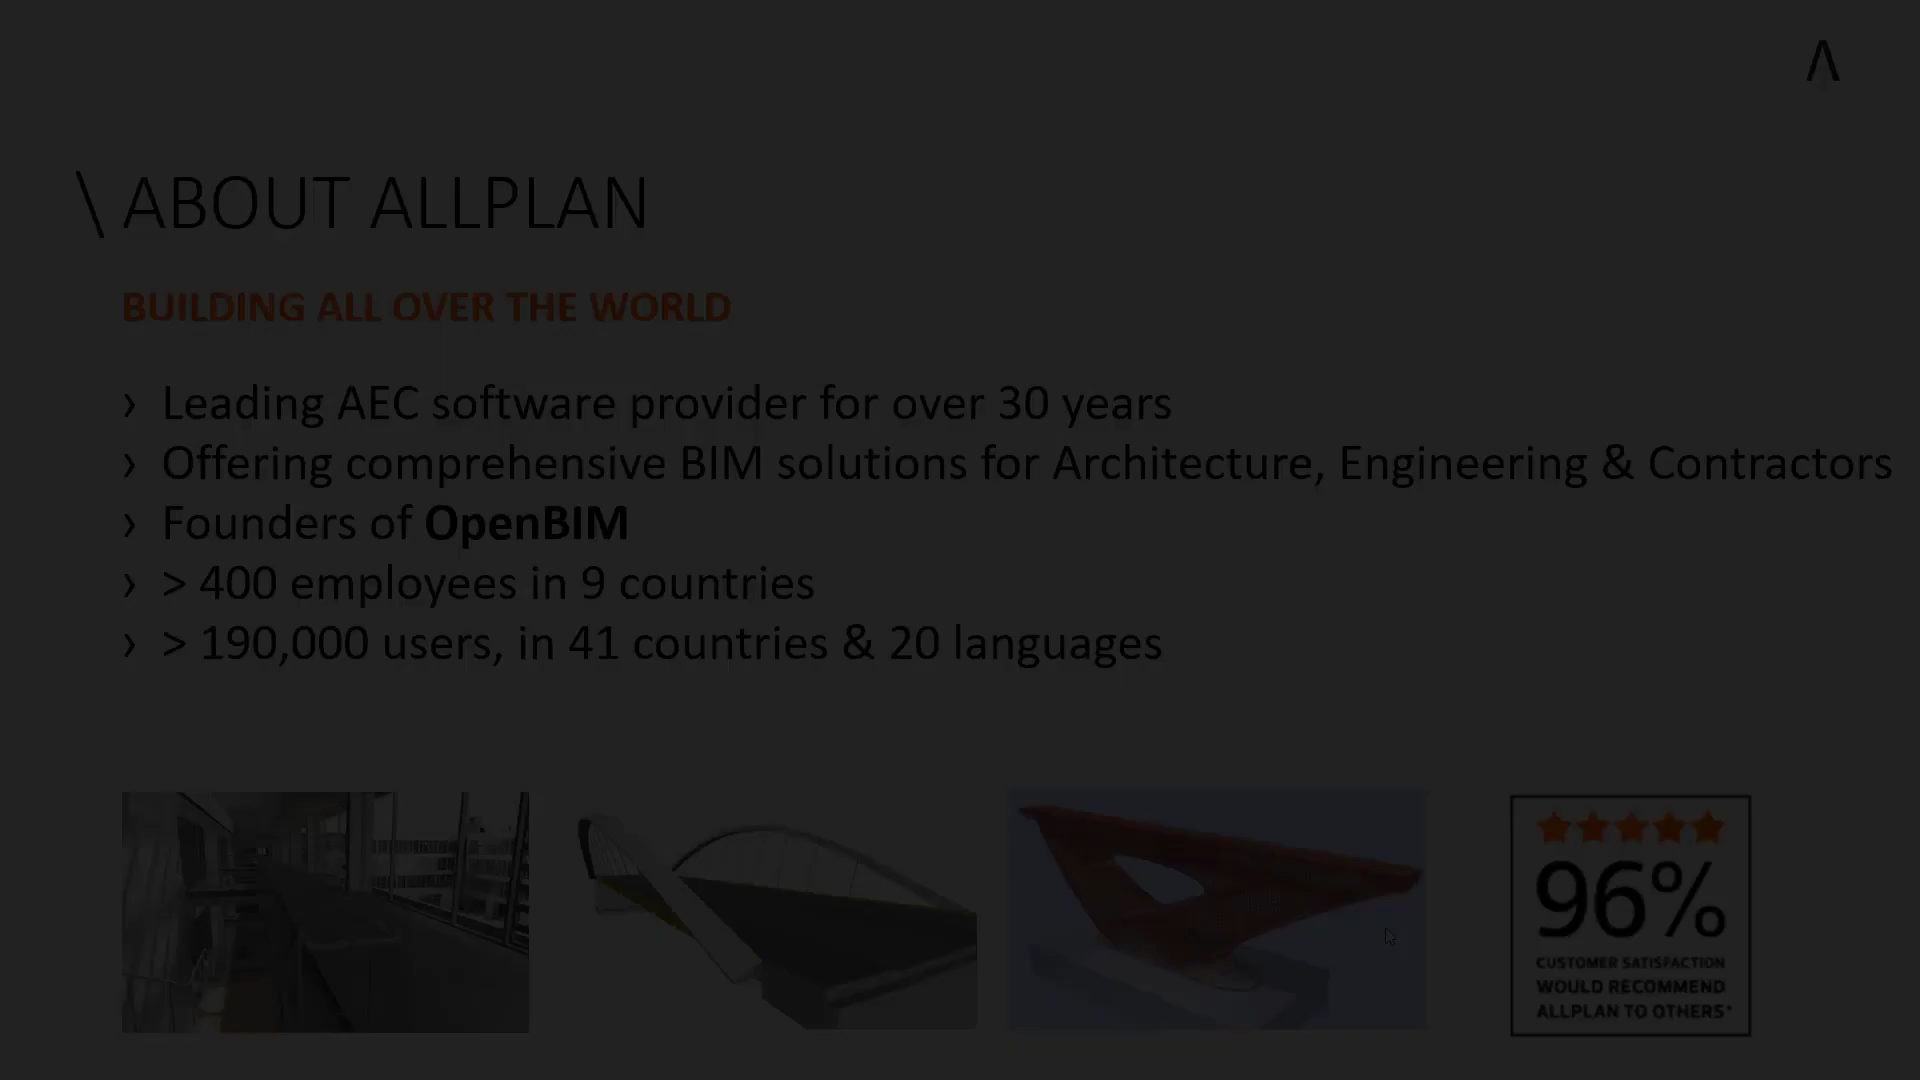 \ ABOUT ALLPLAN
BUILDING ALL OVER THE WORLD
› Leading AEC software provider for over 30 years
› Offering comprehensive BIM solutions for Architecture, Engineering & Contractors
› Founders of OpenBIM
› > 400 employees in 9 countries
› > 190,000 users, in 41 countries & 20 languages
96%
CUSTOMER SATISFACTION
WOULD RECOMMEND
ALLPLAN TO OTHERS*